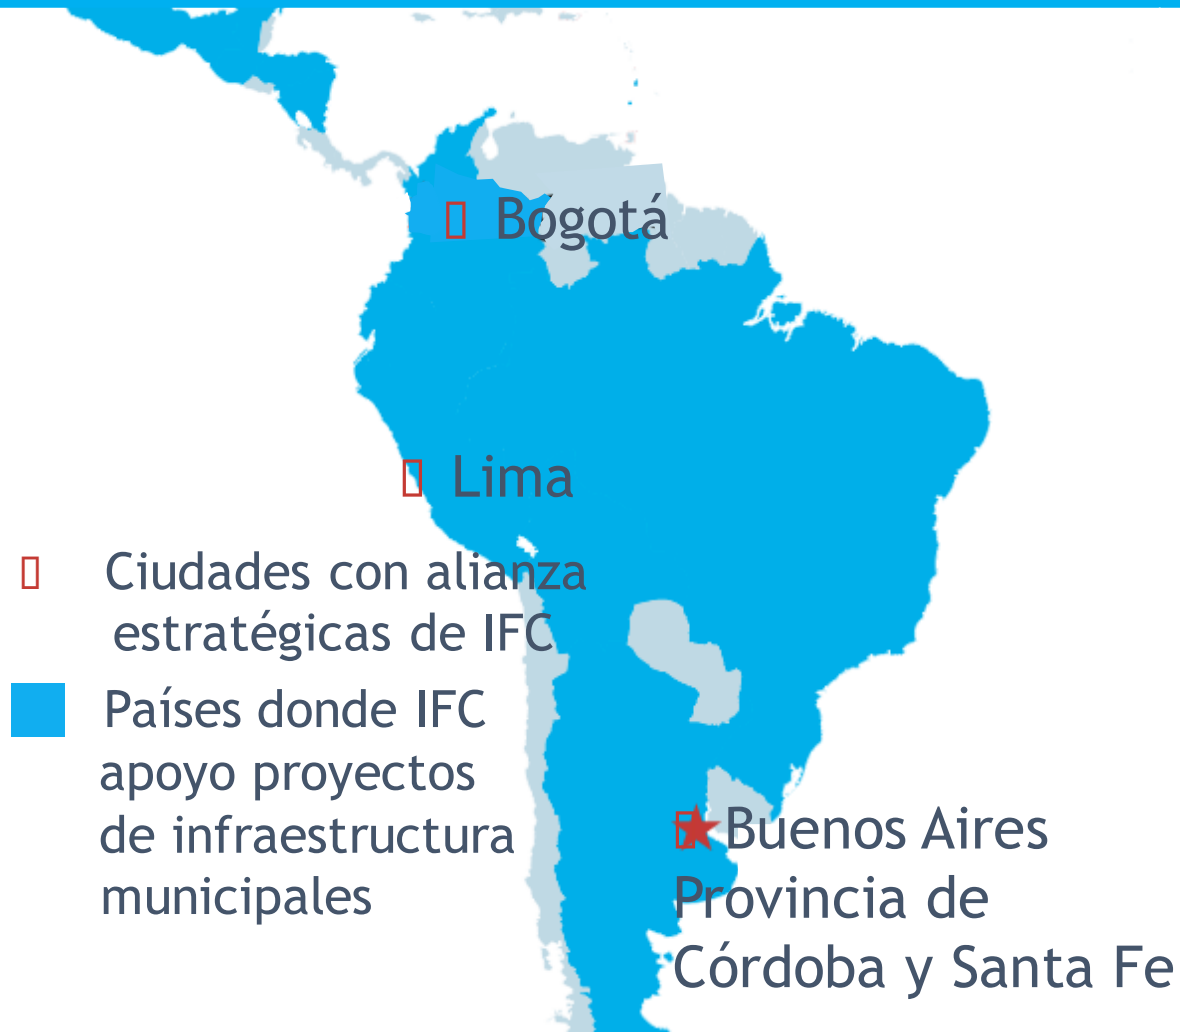 Bogotá
Lima
Ciudades con alianza
estratégicas de IFC
Países donde IFC
apoyo proyectos
de infraestructura
municipales
Buenos Aires
Provincia de
Córdoba y Santa Fe